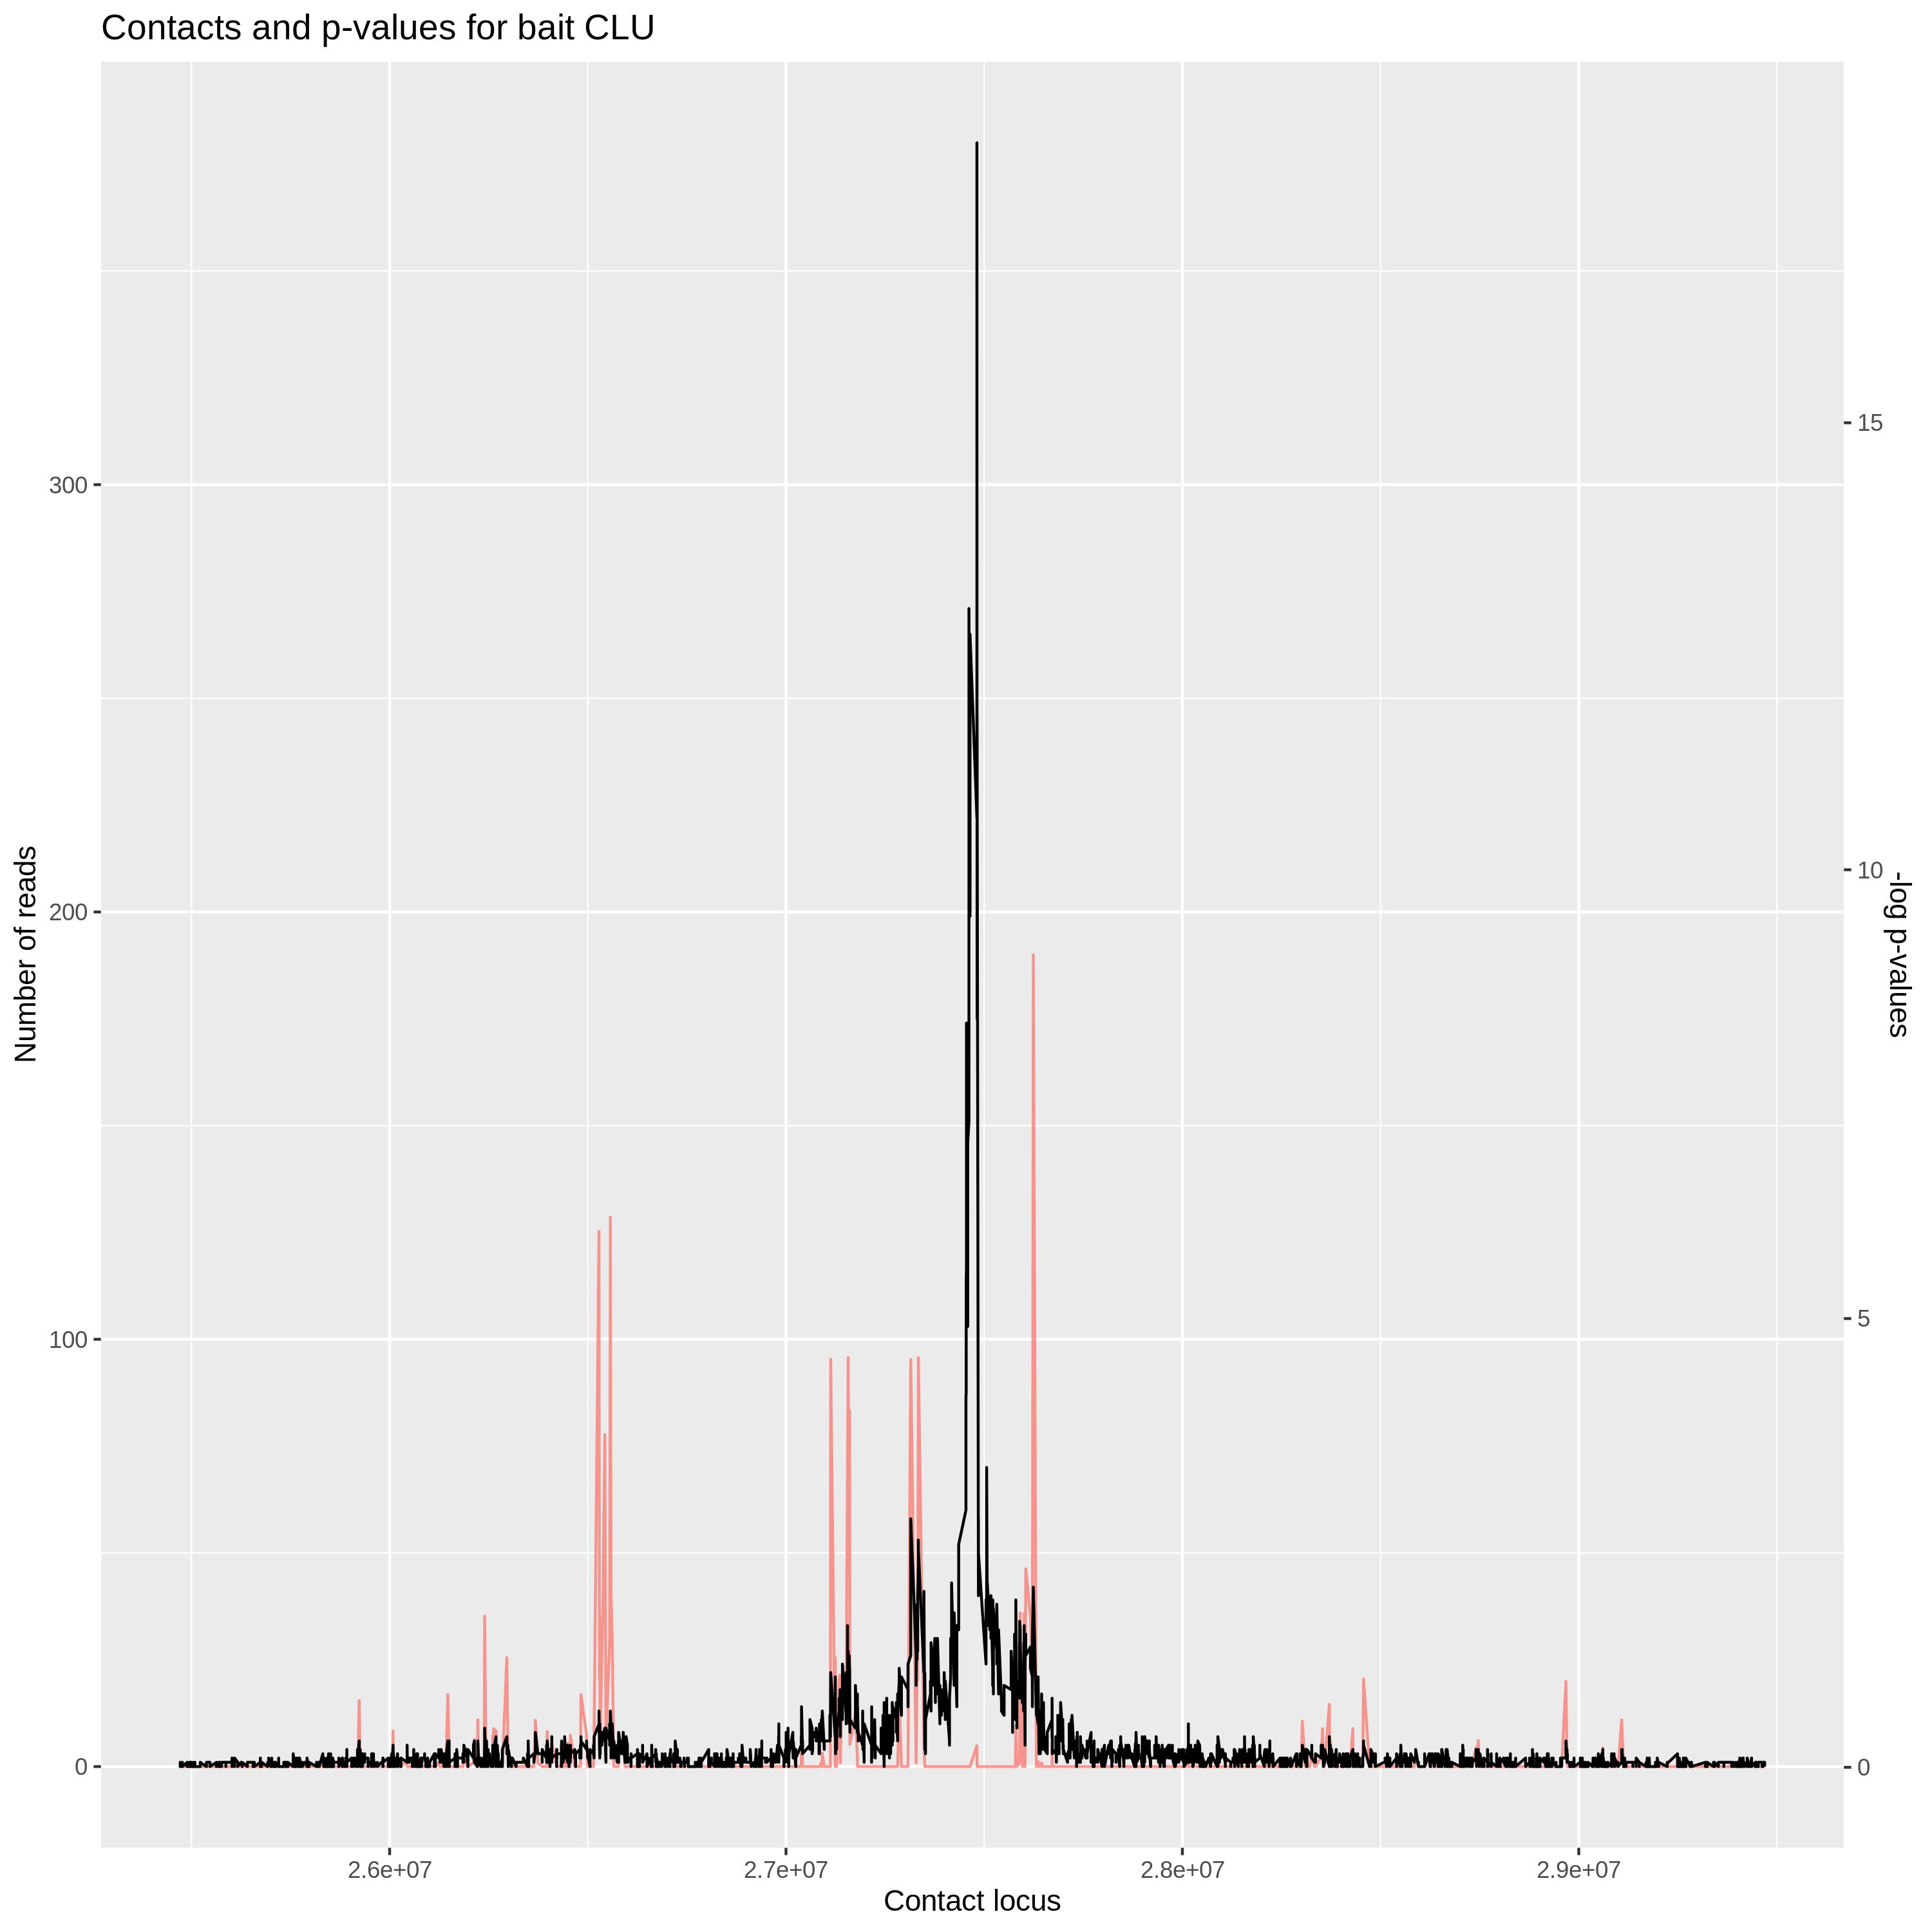 Contacts and p-values for bait CLU
Number of reads
300
200
100
0
15
10
5
0
-log p-values
2.6e+07
2.7e+07
2.8e+07
2.9e+07
Contact locus